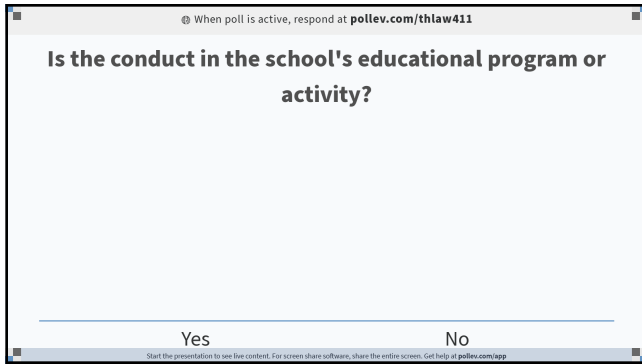 When poll is active, respond at pollev.com/thlaw411
Is the conduct in the school's educational program or
activity?
Yes No
Start the presentation to see live content. For screen share software, share the entire screen. Get help at pollev.com/app